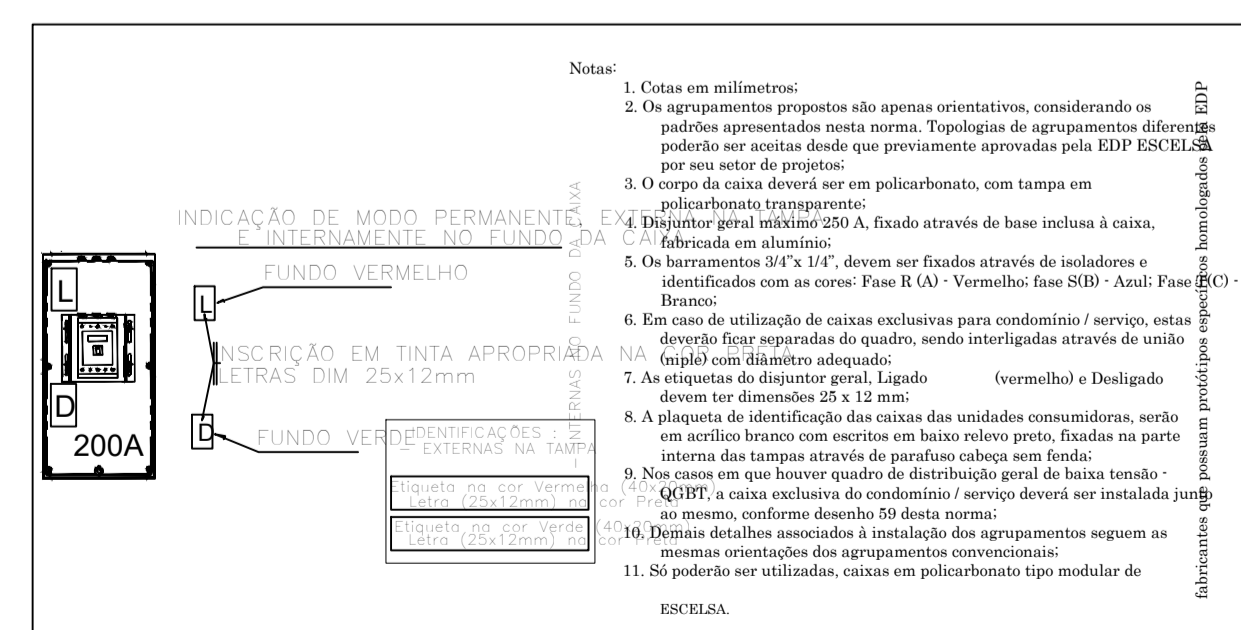 Notas:
1. Cotas em milímetros;
2. Os agrupamentos propostos são apenas orientativos, considerando os
padrões apresentados nesta norma. Topologias de agrupamentos diferentes
poderão ser aceitas desde que previamente aprovadas pela EDP ESCELSA
por seu setor de projetos;
3. O corpo da caixa deverá ser em policarbonato, com tampa em
policarbonato transparente;
4. Disjuntor geral máximo 250 A, fixado através de base inclusa à caixa,
fabricada em alumínio;
5. Os barramentos 3/4”x 1/4”, devem ser fixados através de isoladores e
identificados com as cores: Fase R (A) - Vermelho; fase S(B) - Azul; Fase T(C) -
Branco;
6. Em caso de utilização de caixas exclusivas para condomínio / serviço, estas
deverão ficar separadas do quadro, sendo interligadas através de união
(niple) com diâmetro adequado;
7. As etiquetas do disjuntor geral, Ligado (vermelho) e Desligado
devem ter dimensões 25 x 12 mm;
8. A plaqueta de identificação das caixas das unidades consumidoras, serão
em acrílico branco com escritos em baixo relevo preto, fixadas na parte
interna das tampas através de parafuso cabeça sem fenda;
9. Nos casos em que houver quadro de distribuição geral de baixa tensão -
QGBT, a caixa exclusiva do condomínio / serviço deverá ser instalada junto
ao mesmo, conforme desenho 59 desta norma;
10. Demais detalhes associados à instalação dos agrupamentos seguem as
mesmas orientações dos agrupamentos convencionais;
11. Só poderão ser utilizadas, caixas em policarbonato tipo modular de
fabricantes que possuam protótipos específicos homologados pela EDP
ESCELSA.
INDICAÇÃO DE MODO PERMANENTE, EXTERNA NA TAMPA
E INTERNAMENTE NO FUNDO DA CAIXA
FUNDO VERMELHO
L
L
INSCRIÇÃO EM TINTA APROPRIADA NA COR PRETA
LETRAS DIM 25x12mm
D
D
FUNDO VERDE
200A
IDENTIFICAÇÕES :
- EXTERNAS NA TAMPA
- INTERNAS NO FUNDO DA CAIXA
Etiqueta na cor Vermelha (40x20mm)
Letra (25x12mm) na cor Preta
Etiqueta na cor Verde (40x20mm)
Letra (25x12mm) na cor Preta